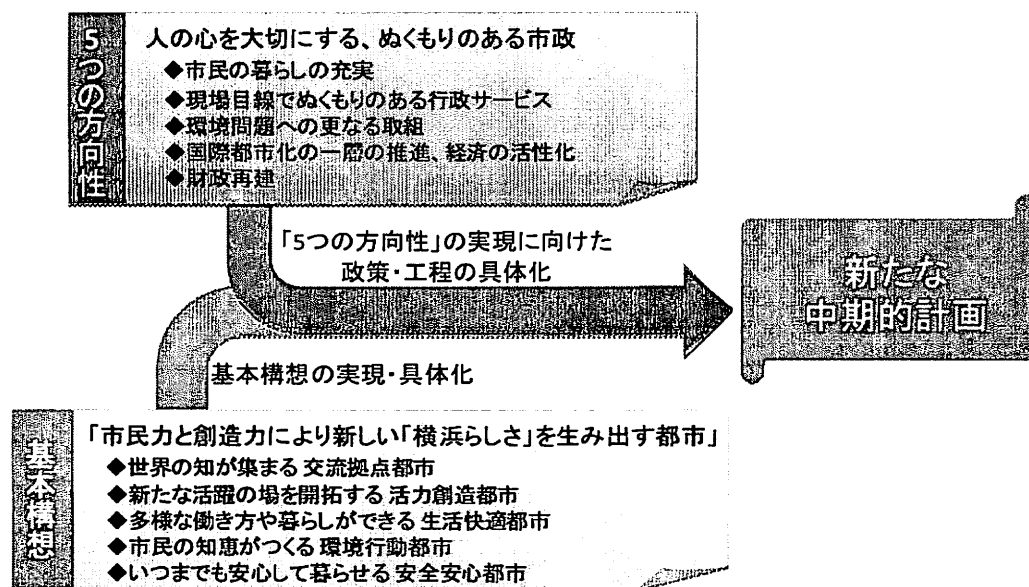 5つの方向性
人の心を大切にする、ぬくもりのある市政
◆市民の暮らしの充実
◆現場目線でぬくもりのある行政サービス
◆環境問題への更なる取組
◆国際都市化の一層の推進、経済の活性化
◆財政再建
「5つの方向性」の実現に向けた
政策・工程の具体化
新たな
中期的計画
基本構想の実現・具体化
基本構想
「市民力と創造力により新しい「横浜らしさ」を生み出す都市」
◆世界の知が集まる 交流拠点都市
◆新たな活躍の場を開拓する 活力創造都市
◆多様な働き方や暮らしができる 生活快適都市
◆市民の知恵がつくる 環境行動都市
◆いつまでも安心して暮らせる 安全安心都市